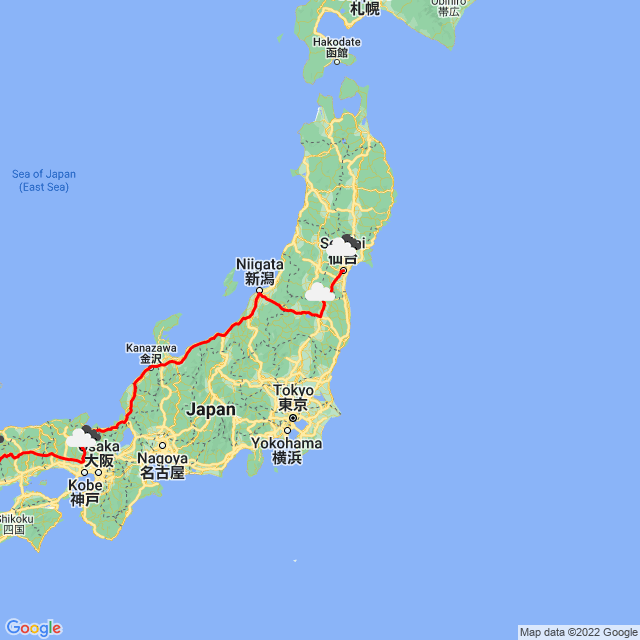 Obihiro
帯広
札幌
Hakodate
函館
Sea of Japan
(East Sea)
仙台
Niigata
新潟
Kanazawa
金沢
Tokyo
東京
Japan
Yokohama
横浜
Nagoya
名古屋
大阪
Kobe
神戸
Shikoku
四国
Google
Map data ©2022 Google